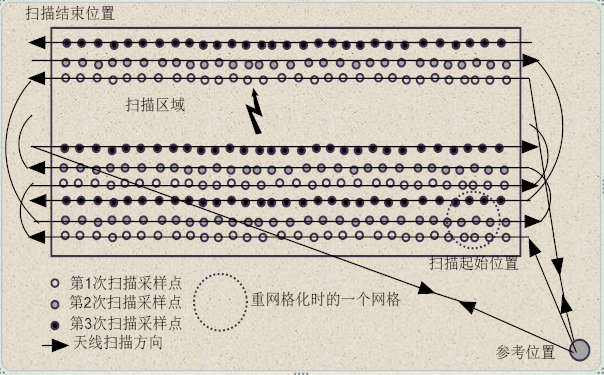 扫描结束位置
扫描区域
扫描起始位置
第1次扫描采样点
第2次扫描采样点
重网格化时的一个网格
第3次扫描采样点
天线扫描方向
参考位置